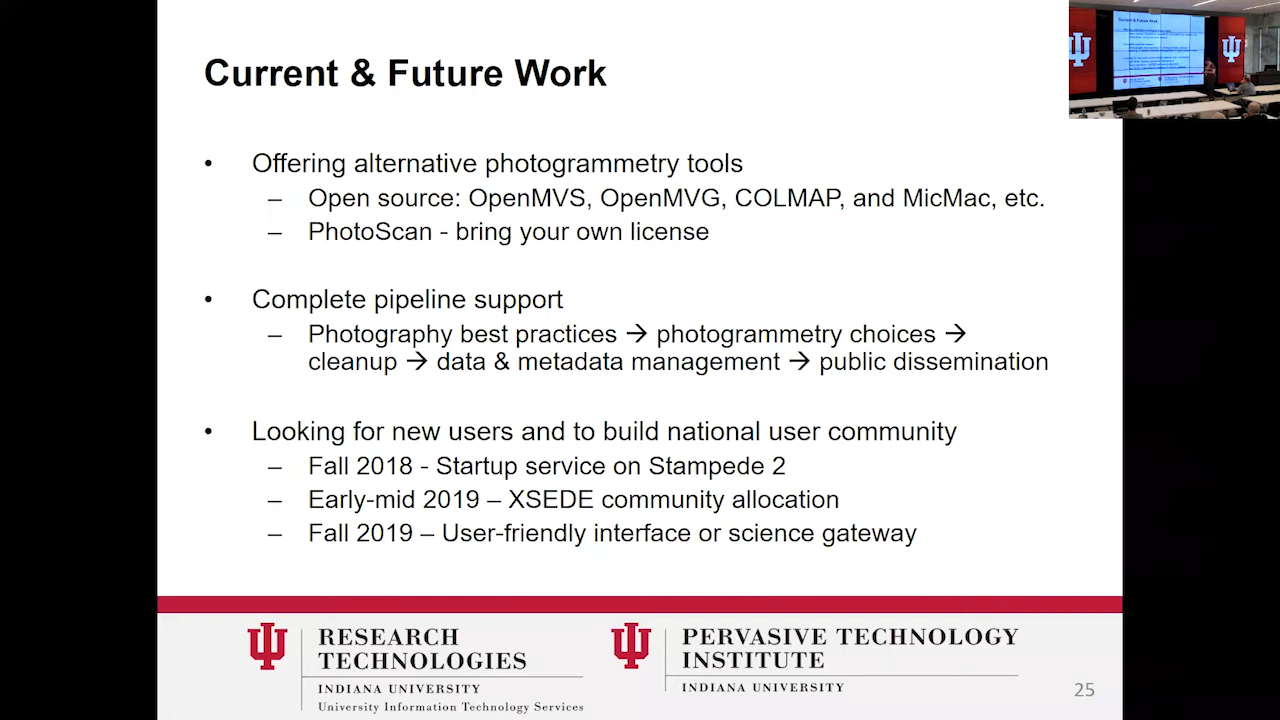 Current & Future Work
• Offering alternative photogrammetry tools
– Open source: OpenMVS, OpenMVG, COLMAP, and MicMac, etc.
– PhotoScan - bring your own license
• Complete pipeline support
– Photography best practices → photogrammetry choices →
cleanup → data & metadata management → public dissemination
• Looking for new users and to build national user community
– Fall 2018 - Startup service on Stampede 2
– Early-mid 2019 – XSEDE community allocation
– Fall 2019 – User-friendly interface or science gateway
RESEARCH
TECHNOLOGIES
INDIANA UNIVERSITY
University Information Technology Services
PERVASIVE TECHNOLOGY
INSTITUTE
INDIANA UNIVERSITY
25
Current & Future Work